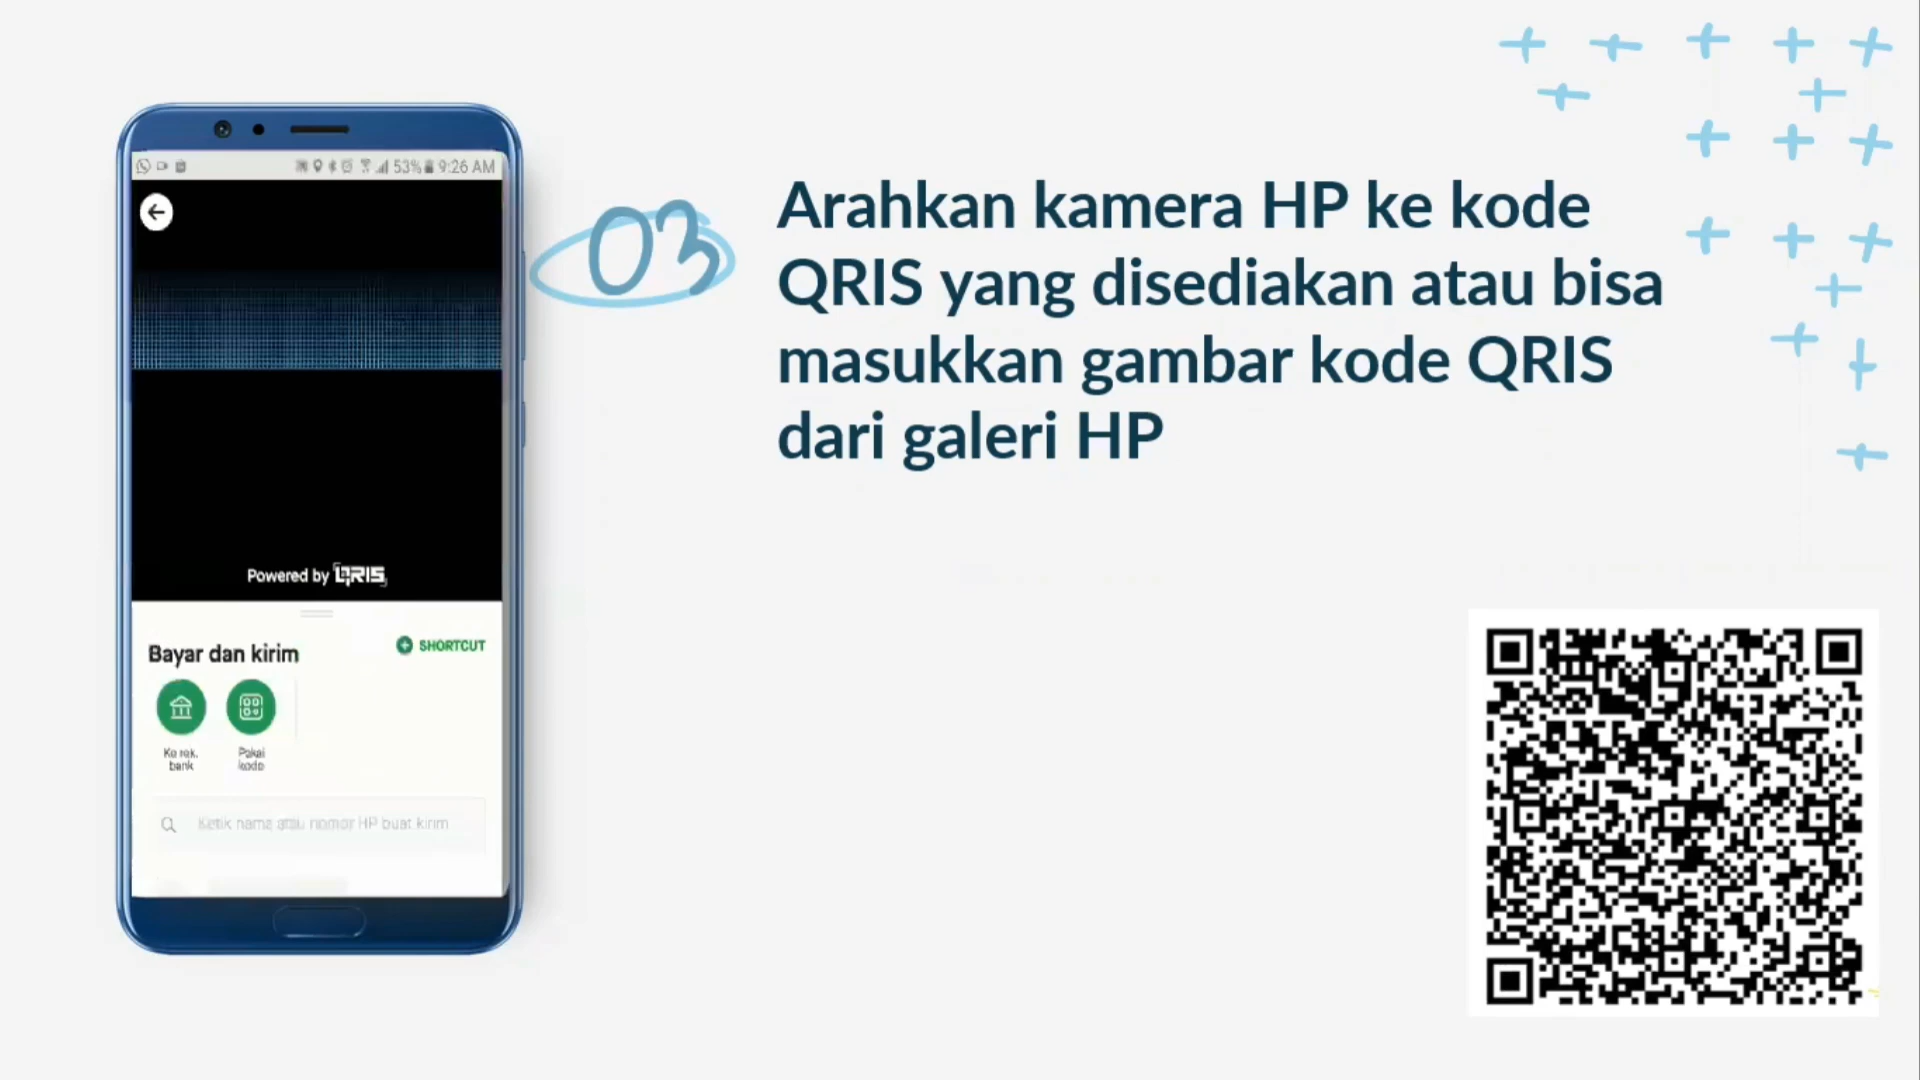 53% 9:26 AM
03
Arahkan kamera HP ke kode
QRIS yang disediakan atau bisa
masukkan gambar kode QRIS
dari galeri HP
Powered by QRIS
Bayar dan kirim
SHORTCUT
Ke rek.
bank
Pakai
kode
Ketik nama atau nomor HP buat kirim